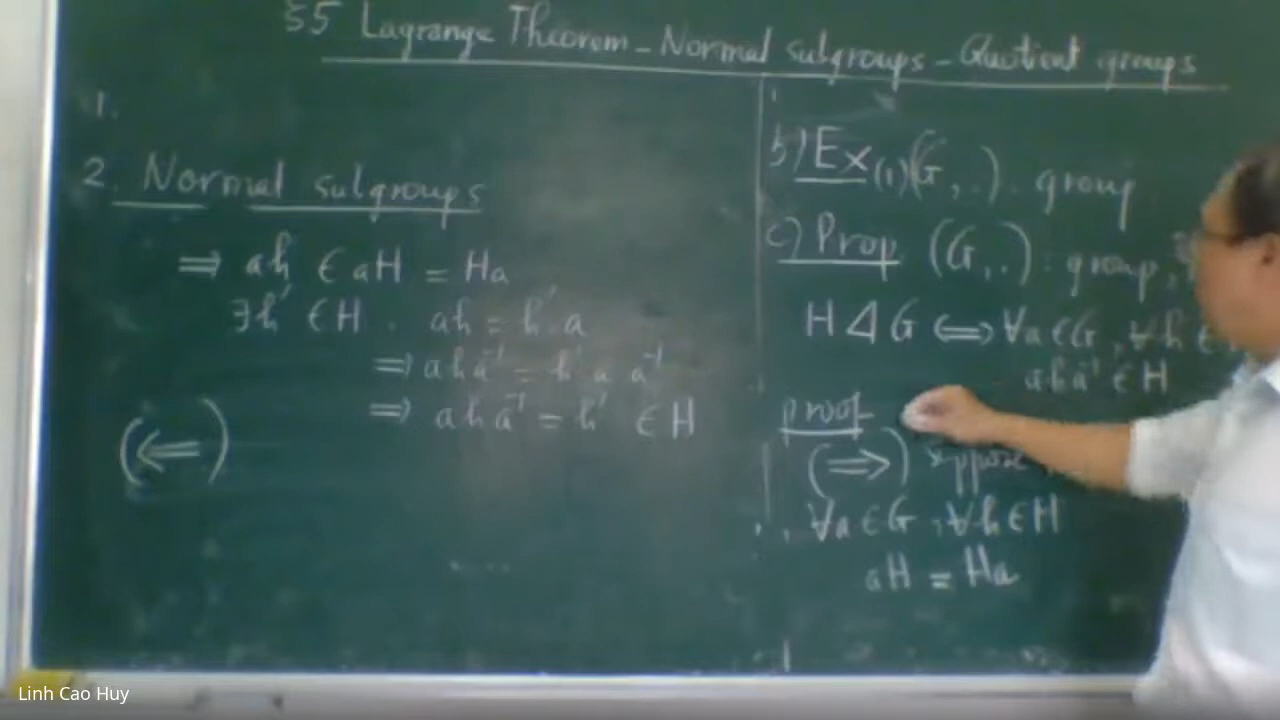 §5 Lagrange Theorem - Normal subgroups - Quotient groups
1.
2. Normal subgroups
⇒ ah ∈ aH = Ha
∃h' ∈ H . ah = h'.a
⇒ aha⁻¹ = h' a a⁻¹
⇒ aha⁻¹ = h' ∈ H
(⇐)
b) Ex (1) (G, .) . group
c) Prop (G, .) : group,
H ⊲ G ⇔ ∀a ∈ G, ∀h ∈
aha⁻¹ ∈ H
proof
(⇒) suppose
∀a ∈ G, ∀h ∈ H
aH = Ha
Linh Cao Huy